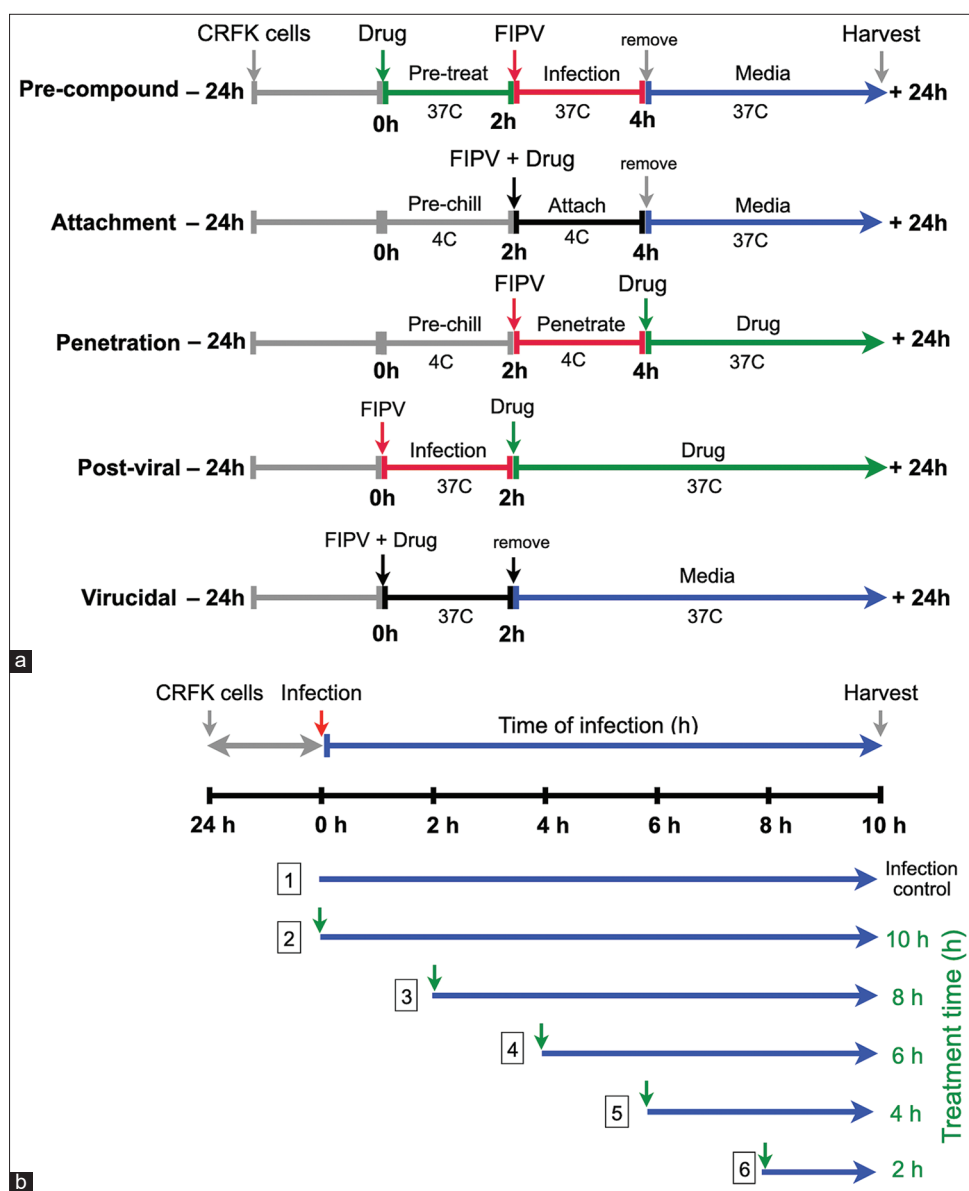 CRFK cells Drug FIPV remove Harvest
Pre-compound – 24h Pre-treat Infection Media + 24h
37C 37C 37C
0h 2h 4h
FIPV + Drug remove
Attachment – 24h Pre-chill Attach Media + 24h
4C 4C 37C
0h 2h 4h
FIPV Drug
Penetration – 24h Pre-chill Penetrate Drug + 24h
4C 4C 37C
0h 2h 4h
FIPV Drug
Post-viral – 24h Infection Drug + 24h
37C 37C
0h 2h
FIPV + Drug remove
Virucidal – 24h Media + 24h
37C 37C
0h 2h
a
CRFK cells Infection Harvest
Time of infection (h)
24 h 0 h 2 h 4 h 6 h 8 h 10 h
1 Infection
control
2 10 h
3 8 h
4 6 h
5 4 h
6 2 h
Treatment time (h)
b